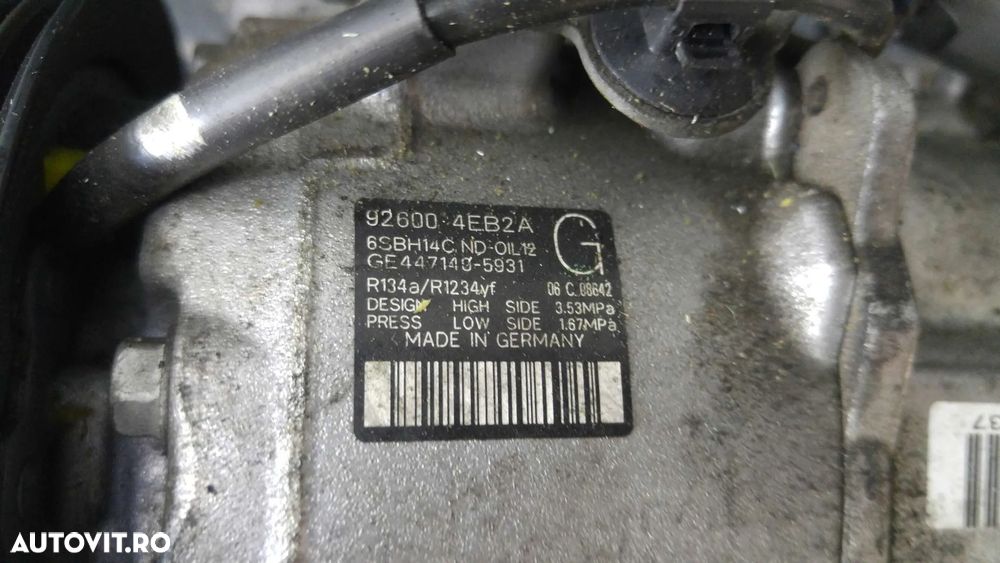 92600 4EB2A
G
6SBH14C ND-OIL12
GE447140-5931
R134a/R1234yf 06 C 08642
DESIGN HIGH SIDE 3.53MPa
PRESS LOW SIDE 1.67MPa
MADE IN GERMANY
37
AUTOVIT.RO